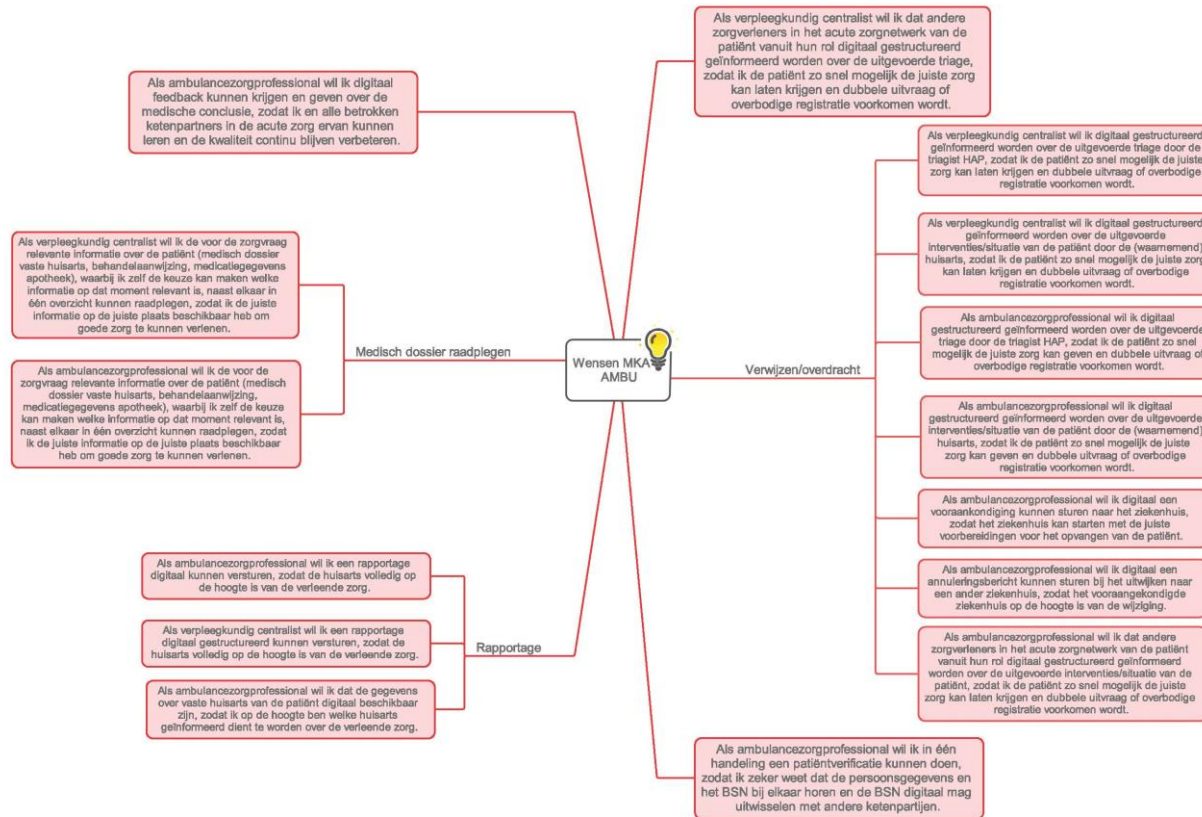 Als verpleegkundig centralist wil ik dat andere
zorgverleners in het acute zorgnetwerk van de
patiënt vanuit hun rol digitaal gestructureerd
geïnformeerd worden over de uitgevoerde triage,
zodat ik de patiënt zo snel mogelijk de juiste zorg
kan laten krijgen en dubbele uitvraag of
overbodige registratie voorkomen wordt.
Als ambulancezorgprofessional wil ik digitaal
feedback kunnen krijgen en geven over de
medische conclusie, zodat ik en alle betrokken
ketenpartners in de acute zorg ervan kunnen
leren en de kwaliteit continu blijven verbeteren.
Als verpleegkundig centralist wil ik de voor de zorgvraag
relevante informatie over de patiënt (medisch dossier
vaste huisarts, behandelaanwijzing, medicatiegegevens
apotheek), waarbij ik zelf de keuze kan maken welke
informatie op dat moment relevant is, naast elkaar in
één overzicht kunnen raadplegen, zodat ik de juiste
informatie op de juiste plaats beschikbaar heb om
goede zorg te kunnen verlenen.
Als ambulancezorgprofessional wil ik de voor de
zorgvraag relevante informatie over de patiënt (medisch
dossier vaste huisarts, behandelaanwijzing,
medicatiegegevens apotheek), waarbij ik zelf de keuze
kan maken welke informatie op dat moment relevant is,
naast elkaar in één overzicht kunnen raadplegen, zodat
ik de juiste informatie op de juiste plaats beschikbaar
heb om goede zorg te kunnen verlenen.
Medisch dossier raadplegen
Wensen MKA
AMBU
Verwijzen/overdracht
Als verpleegkundig centralist wil ik digitaal gestructureerd
geïnformeerd worden over de uitgevoerde triage door de
triagist HAP, zodat ik de patiënt zo snel mogelijk de juiste
zorg kan laten krijgen en dubbele uitvraag of overbodige
registratie voorkomen wordt.
Als verpleegkundig centralist wil ik digitaal gestructureerd
geïnformeerd worden over de uitgevoerde
interventies/situatie van de patiënt door de (waarnemend)
huisarts, zodat ik de patiënt zo snel mogelijk de juiste zorg
kan laten krijgen en dubbele uitvraag of overbodige
registratie voorkomen wordt.
Als ambulancezorgprofessional wil ik digitaal
gestructureerd geïnformeerd worden over de uitgevoerde
triage door de triagist HAP, zodat ik de patiënt zo snel
mogelijk de juiste zorg kan geven en dubbele uitvraag of
overbodige registratie voorkomen wordt.
Als ambulancezorgprofessional wil ik digitaal
gestructureerd geïnformeerd worden over de uitgevoerde
interventies/situatie van de patiënt door de (waarnemend)
huisarts, zodat ik de patiënt zo snel mogelijk de juiste
zorg kan geven en dubbele uitvraag of overbodige
registratie voorkomen wordt.
Als ambulancezorgprofessional wil ik digitaal een
vooraankondiging kunnen sturen naar het ziekenhuis,
zodat het ziekenhuis kan starten met de juiste
voorbereidingen voor het opvangen van de patiënt.
Als ambulancezorgprofessional wil ik digitaal een
annuleringsbericht kunnen sturen bij het uitwijken naar
een ander ziekenhuis, zodat het vooraangekondigde
ziekenhuis op de hoogte is van de wijziging.
Als ambulancezorgprofessional wil ik dat andere
zorgverleners in het acute zorgnetwerk van de patiënt
vanuit hun rol digitaal gestructureerd geïnformeerd
worden over de uitgevoerde interventies/situatie van de
patiënt, zodat ik de patiënt zo snel mogelijk de juiste
zorg kan laten krijgen en dubbele uitvraag of overbodige
registratie voorkomen wordt.
Als ambulancezorgprofessional wil ik een rapportage
digitaal kunnen versturen, zodat de huisarts volledig op
de hoogte is van de verleende zorg.
Als verpleegkundig centralist wil ik een rapportage
digitaal gestructureerd kunnen versturen, zodat de
huisarts volledig op de hoogte is van de verleende zorg.
Als ambulancezorgprofessional wil ik dat de gegevens
over vaste huisarts van de patiënt digitaal beschikbaar
zijn, zodat ik op de hoogte ben welke huisarts
geïnformeerd dient te worden over de verleende zorg.
Rapportage
Als ambulancezorgprofessional wil ik in één
handeling een patiëntverificatie kunnen doen,
zodat ik zeker weet dat de persoonsgegevens en
het BSN bij elkaar horen en de BSN digitaal mag
uitwisselen met andere ketenpartijen.